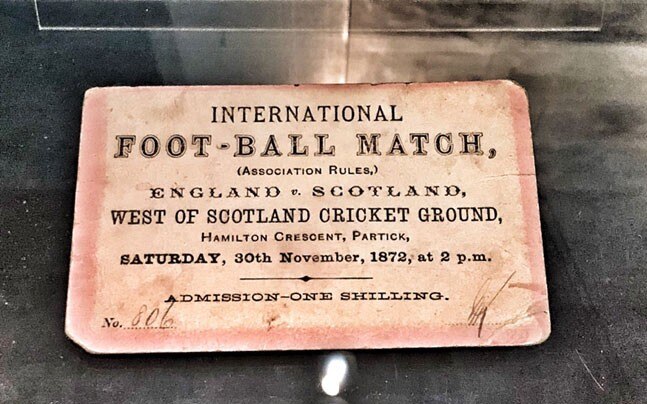 INTERNATIONAL
FOOT-BALL MATCH,
(ASSOCIATION RULES,)
ENGLAND v. SCOTLAND,
WEST OF SCOTLAND CRICKET GROUND,
HAMILTON CRESCENT, PARTICK,
SATURDAY, 30th November, 1872, at 2 p.m.
ADMISSION—ONE SHILLING.
No. 806